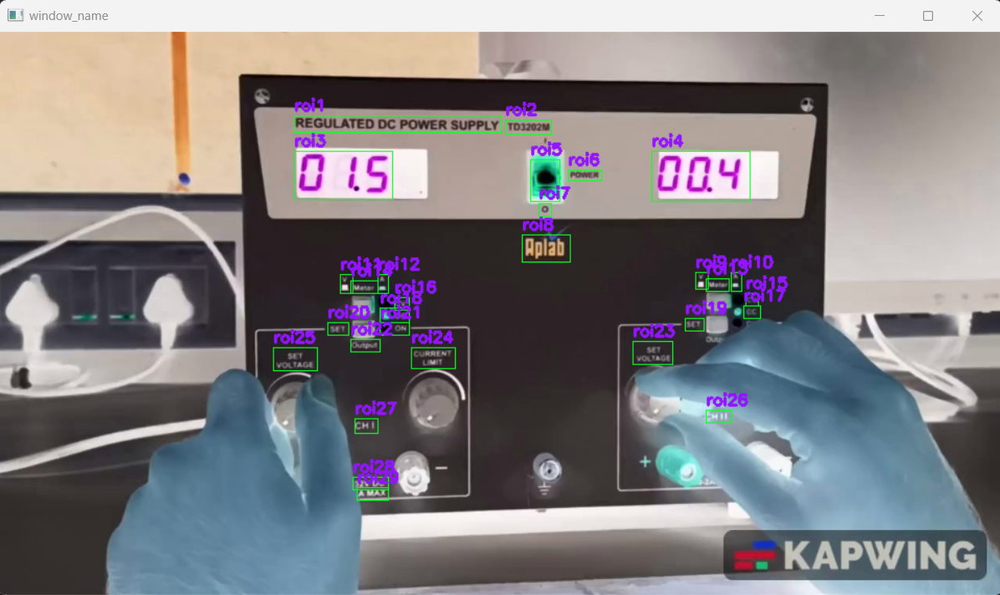 window_name
roi1
roi2
REGULATED DC POWER SUPPLY
TD3202M
roi3
roi4
01.5
00.4
roi5
roi6
POWER
roi7
O
roi8
Aplab
roi11
roi12
roi14
V
Meter
A
roi9
roi10
roi13
V
Meter
A
roi16
roi15
roi18
roi17
CC
roi20
roi21
SET
ON
roi19
SET
roi22
Output
roi25
SET
VOLTAGE
roi24
CURRENT
LIMIT
roi23
SET
VOLTAGE
roi27
CH I
roi26
CH II
roi28
12V DC
roi29
A MAX
+
−
KAPWING